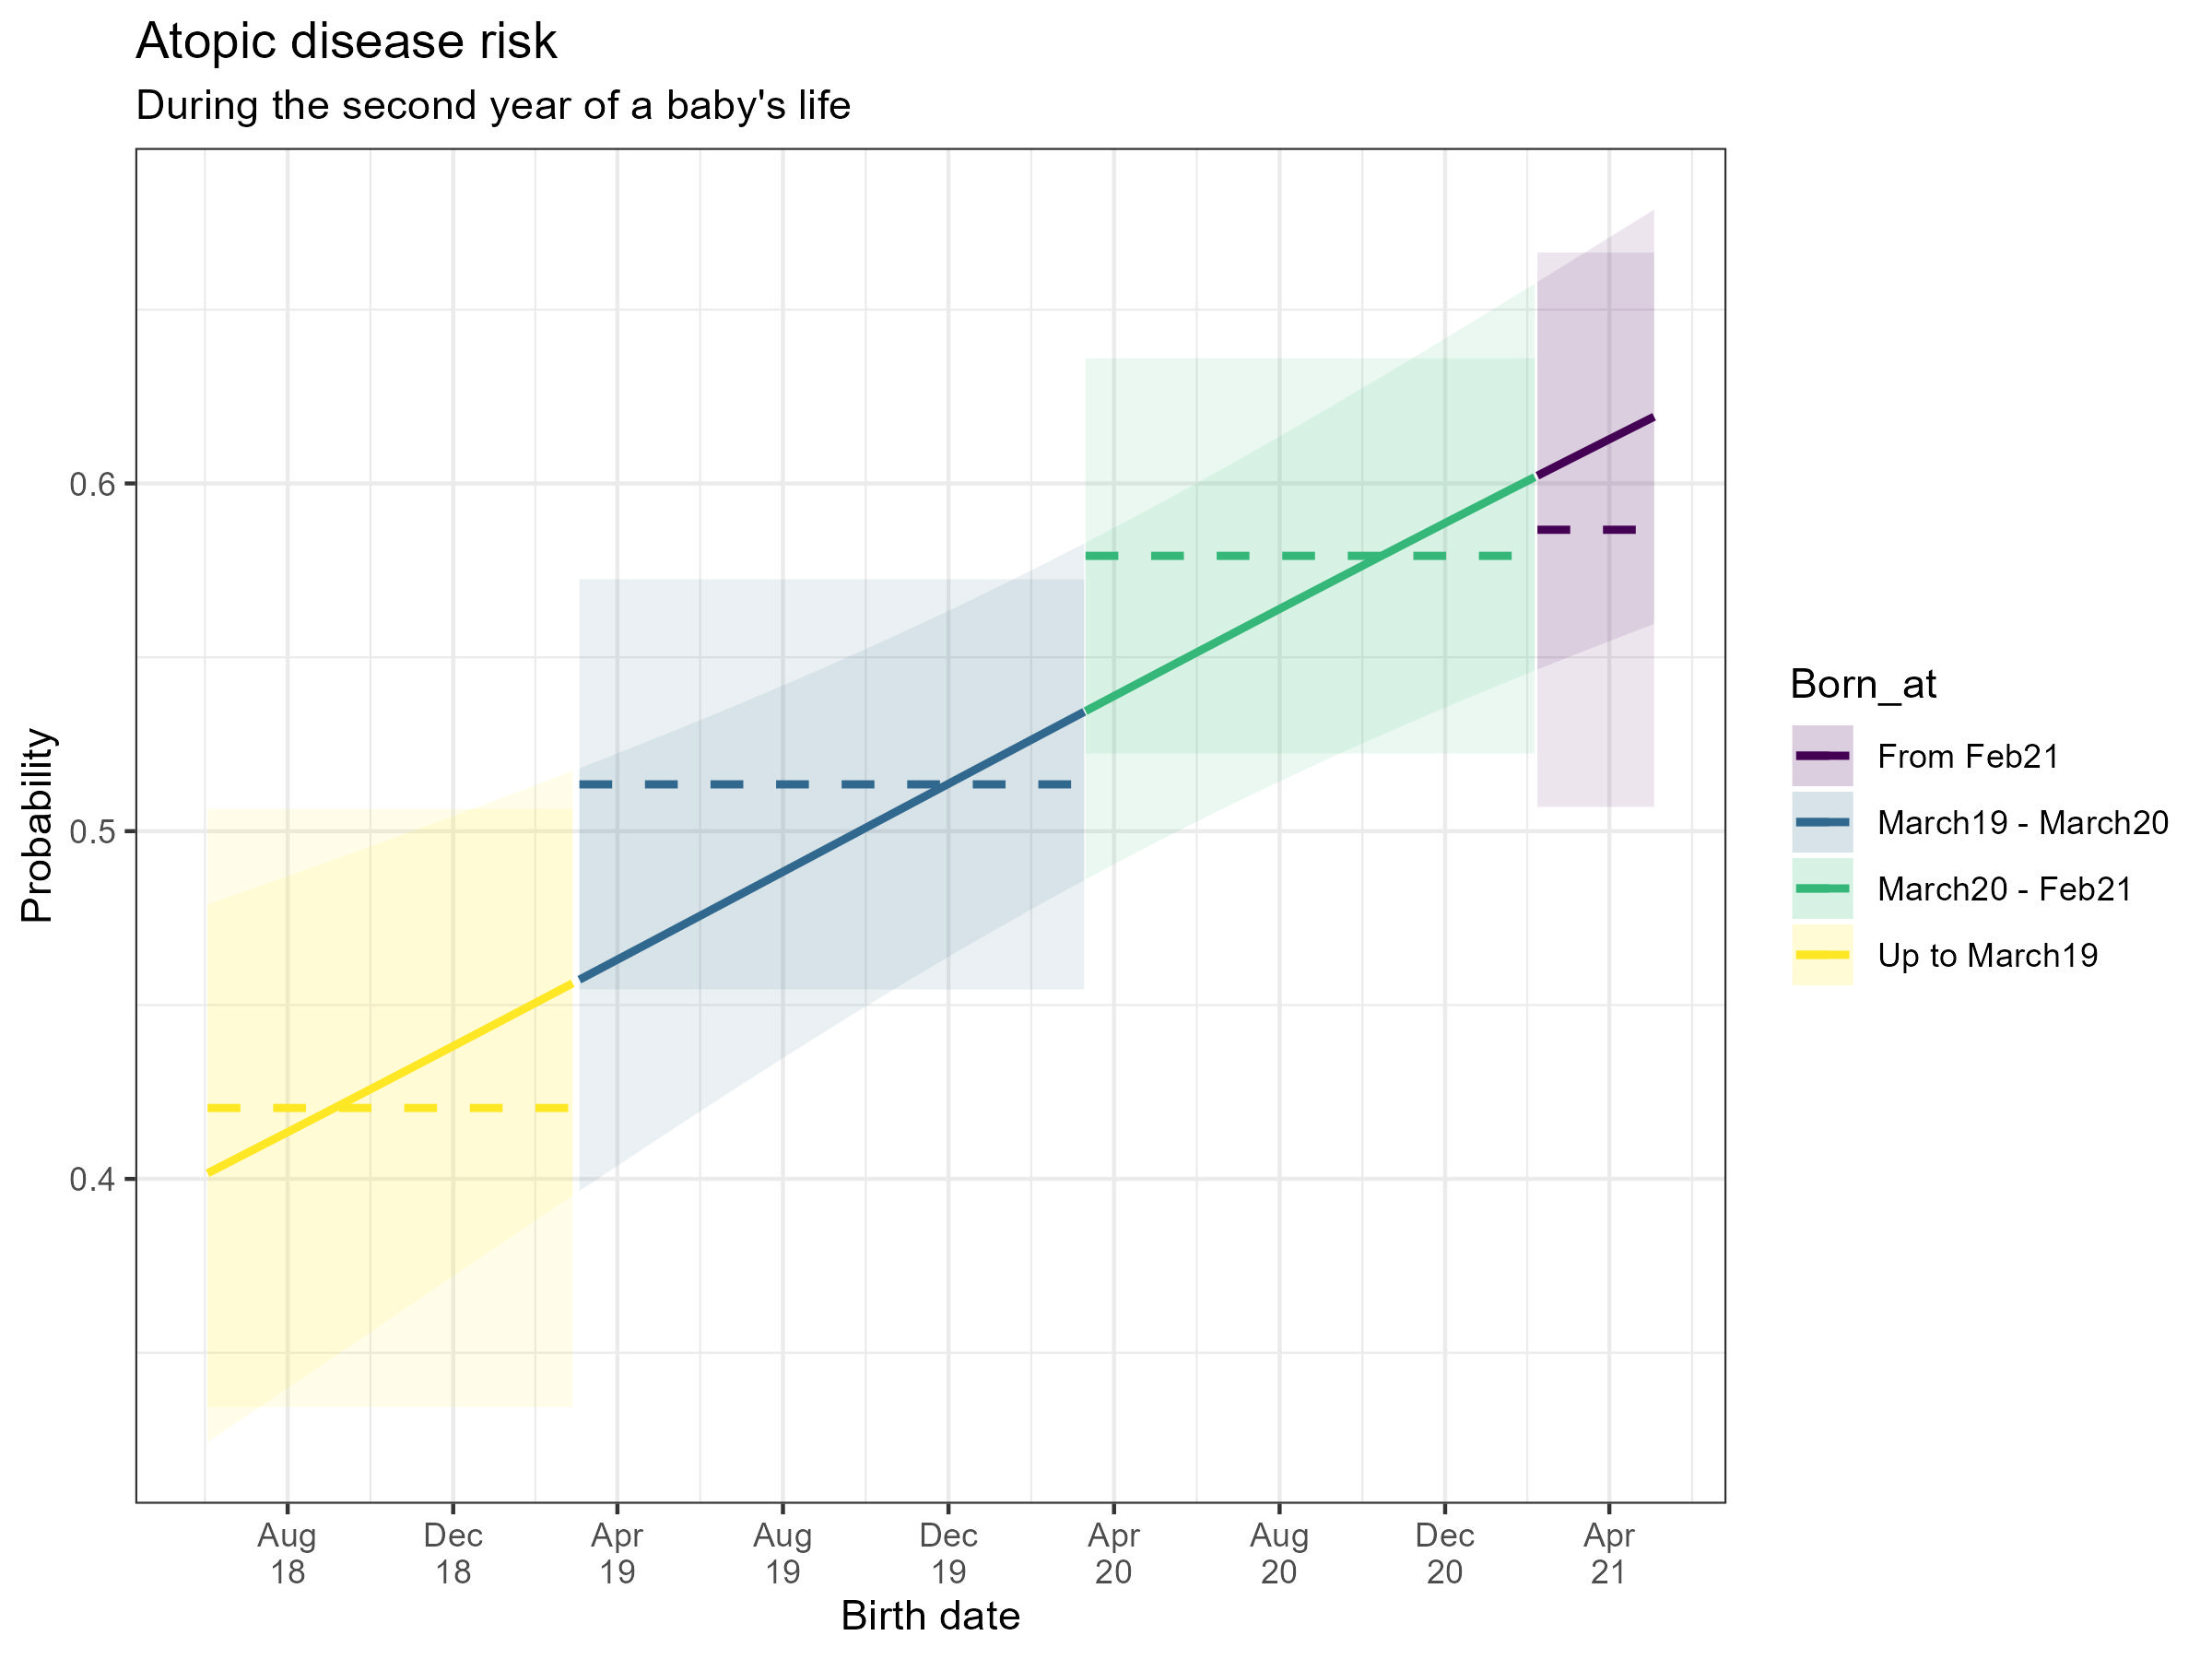 Atopic disease risk
During the second year of a baby's life
Probability
0.6
0.5
0.4
Aug
18
Dec
18
Apr
19
Aug
19
Dec
19
Apr
20
Aug
20
Dec
20
Apr
21
Birth date
Born_at
From Feb21
March19 - March20
March20 - Feb21
Up to March19